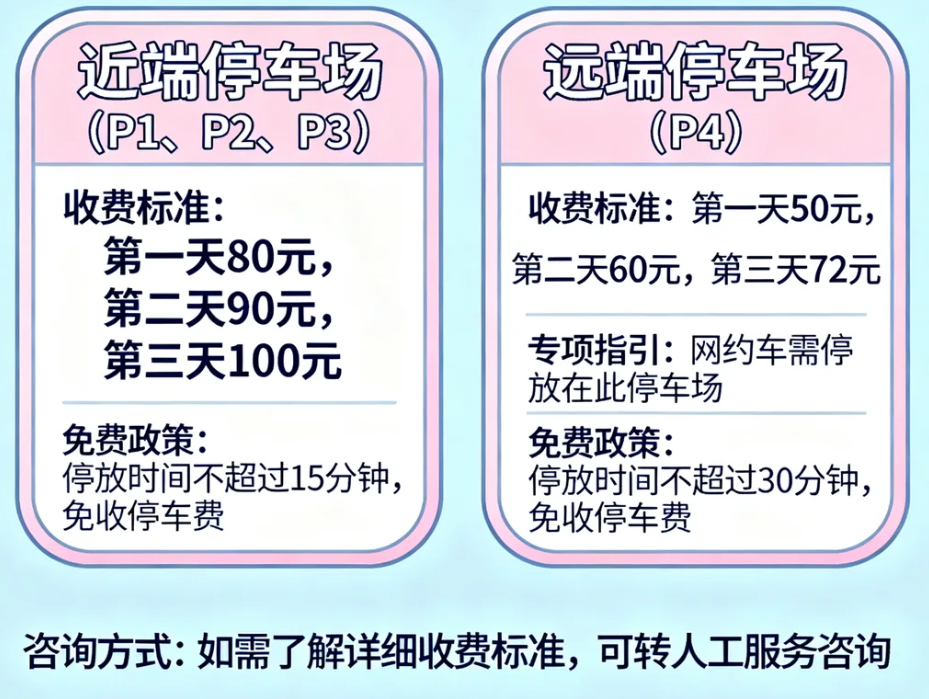 近端停车场
（P1、P2、P3）
收费标准：
第一天80元，
第二天90元，
第三天100元
免费政策：
停放时间不超过15分钟，
免收停车费
远端停车场
（P4）
收费标准：第一天50元，
第二天60元，第三天72元
专项指引：网约车需停
放在此停车场
免费政策：
停放时间不超过30分钟，
免收停车费
咨询方式：如需了解详细收费标准，可转人工服务咨询